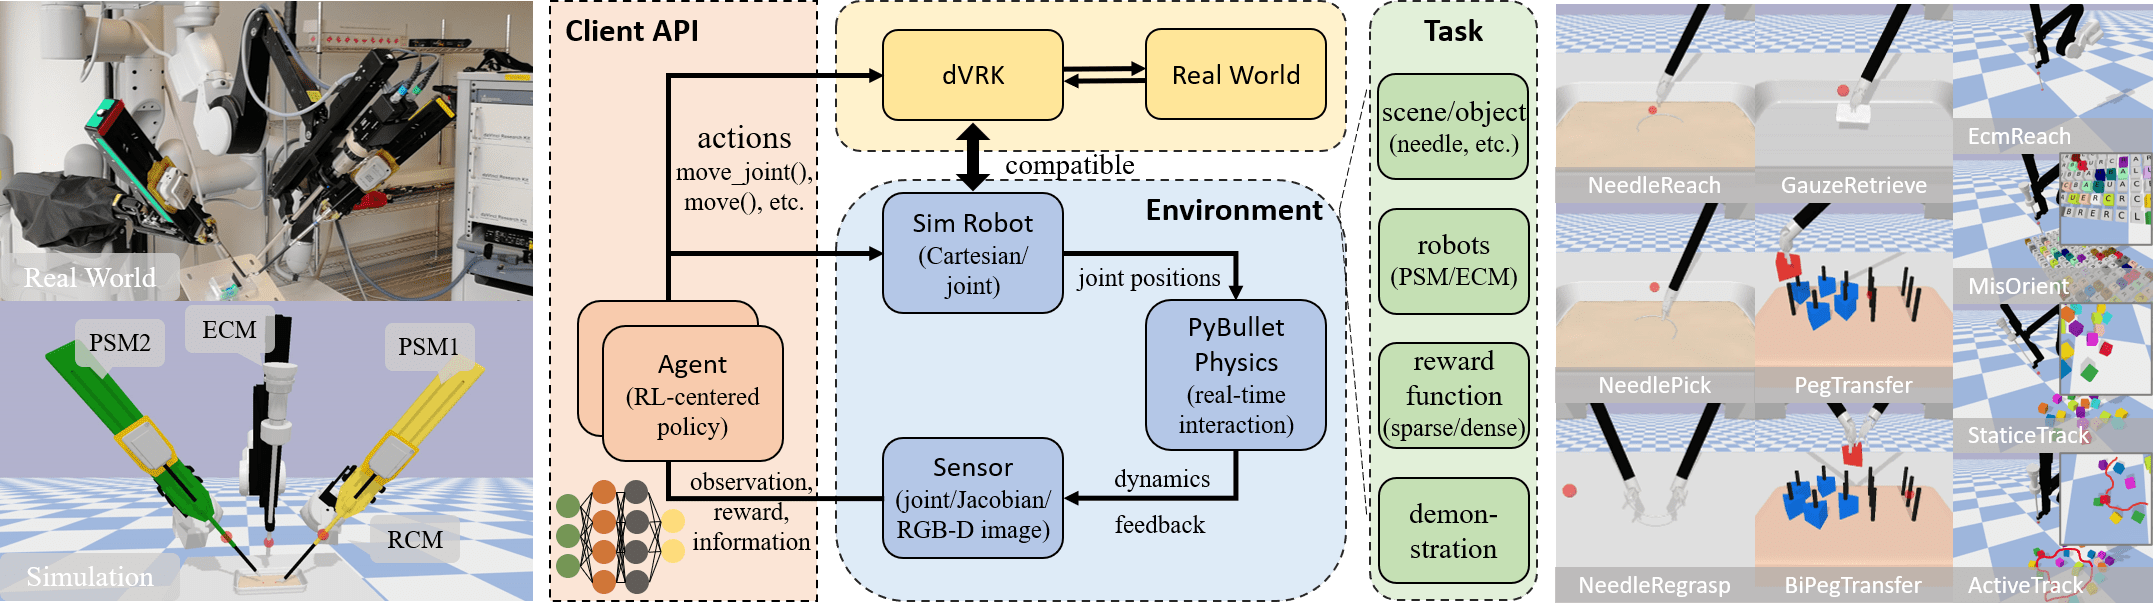 Real World
PSM2
ECM
PSM1
RCM
Simulation
Client API
actions
move_joint(),
move(), etc.
Agent
(RL-centered
policy)
observation,
reward,
information
dVRK
Real World
compatible
Environment
Sim Robot
(Cartesian/
joint)
joint positions
PyBullet
Physics
(real-time
interaction)
Sensor
(joint/Jacobian/
RGB-D image)
dynamics
feedback
Task
scene/object
(needle, etc.)
robots
(PSM/ECM)
reward
function
(sparse/dense)
demon-
stration
NeedleReach
GauzeRetrieve
EcmReach
MisOrient
NeedlePick
PegTransfer
StaticeTrack
NeedleRegrasp
BiPegTransfer
ActiveTrack